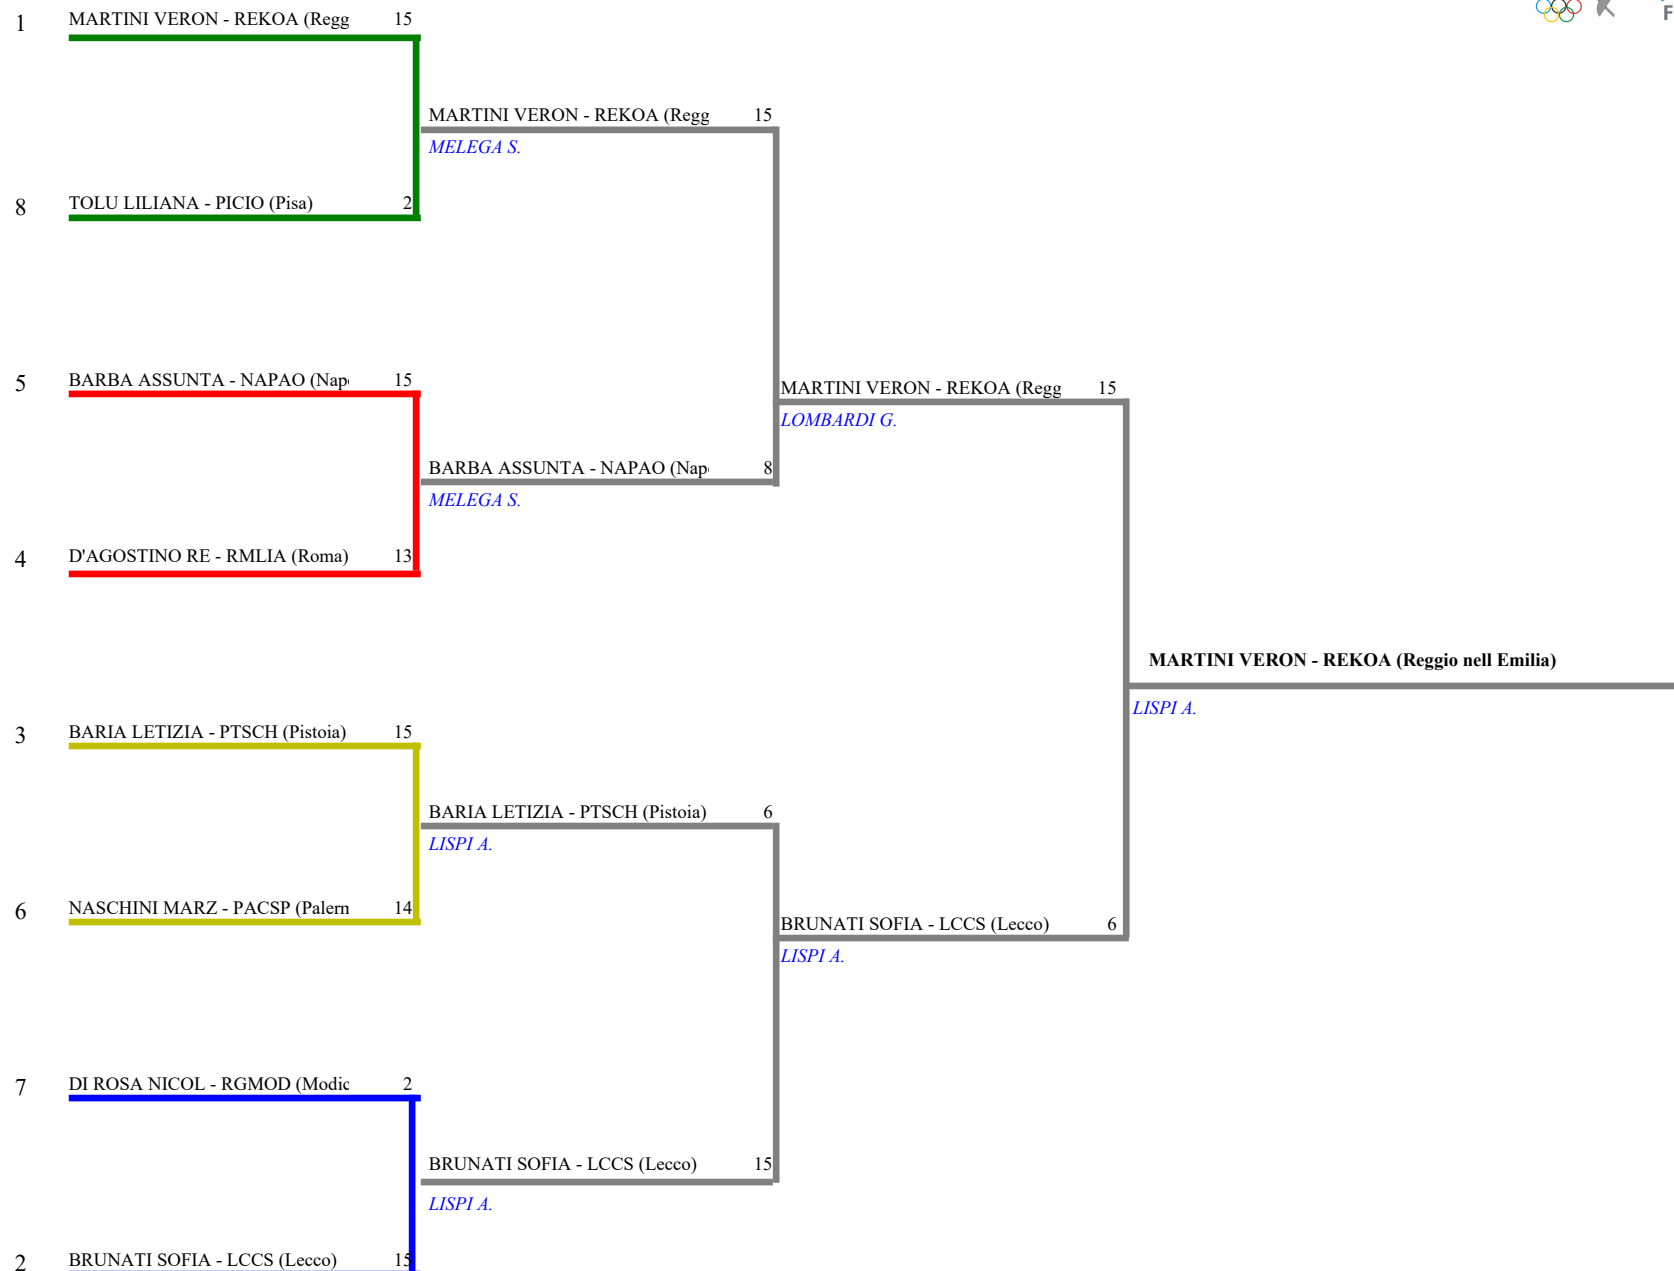 1 MARTINI VERON - REKOA (Regg 15
MARTINI VERON - REKOA (Regg 15
MELEGA S.
8 TOLU LILIANA - PICIO (Pisa) 2
5 BARBA ASSUNTA - NAPAO (Nap 15
MARTINI VERON - REKOA (Regg 15
LOMBARDI G.
BARBA ASSUNTA - NAPAO (Nap 8
MELEGA S.
4 D'AGOSTINO RE - RMLIA (Roma) 13
MARTINI VERON - REKOA (Reggio nell Emilia)
LISPI A.
3 BARIA LETIZIA - PTSCH (Pistoia) 15
BARIA LETIZIA - PTSCH (Pistoia) 6
LISPI A.
6 NASCHINI MARZ - PACSP (Palern 14
BRUNATI SOFIA - LCCS (Lecco) 6
LISPI A.
7 DI ROSA NICOL - RGMOD (Modic 2
BRUNATI SOFIA - LCCS (Lecco) 15
LISPI A.
2 BRUNATI SOFIA - LCCS (Lecco) 15